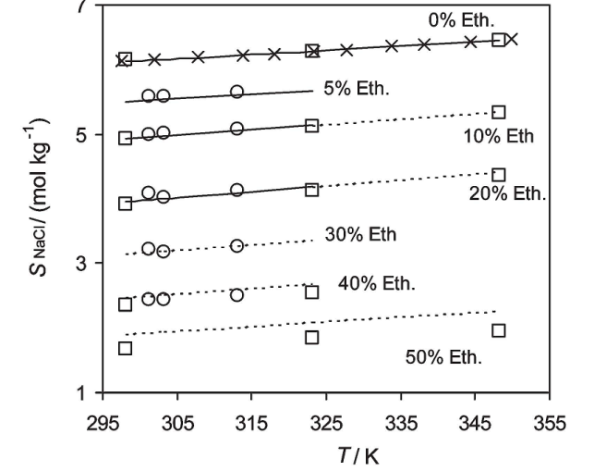 7
0% Eth.
5% Eth.
5
10% Eth
20% Eth.
S NaCl/ (mol kg⁻¹)
30% Eth
3
40% Eth.
50% Eth.
1
295 305 315 325 335 345 355
T/ K